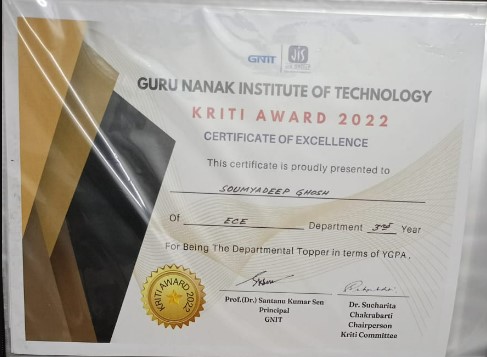 GNIT JIS
GURU NANAK INSTITUTE OF TECHNOLOGY
KRITI AWARD 2022
CERTIFICATE OF EXCELLENCE
This certificate is proudly presented to
SOUMYADEEP GHOSH
Of ECE Department 3rd Year
For Being The Departmental Topper in terms of YGPA.
KRITI AWARD 2022
Prof.(Dr.) Santanu Kumar Sen
Principal
GNIT
Dr. Sucharita
Chakrabarti
Chairperson
Kriti Committee